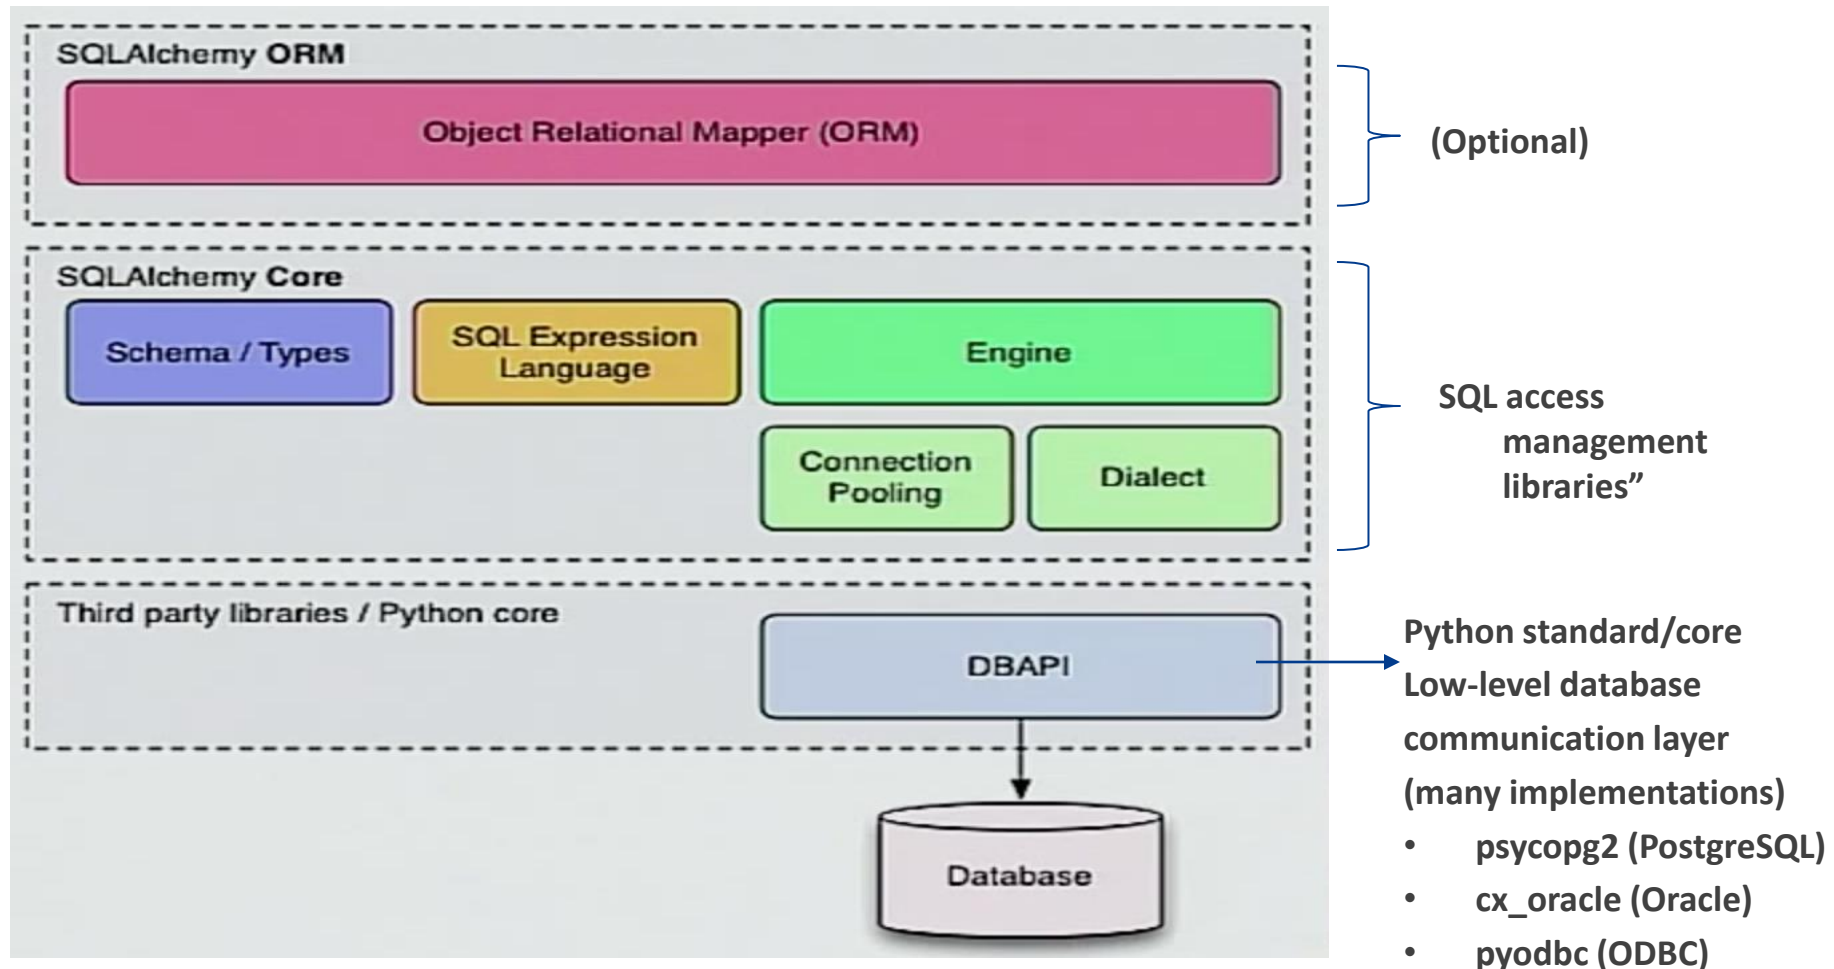 SQLAlchemy ORM
Object Relational Mapper (ORM)
(Optional)
SQLAlchemy Core
Schema / Types
SQL Expression
Language
Engine
Connection
Pooling
Dialect
SQL access
management
libraries”
Third party libraries / Python core
DBAPI
Database
Python standard/core
Low-level database
communication layer
(many implementations)
• psycopg2 (PostgreSQL)
• cx_oracle (Oracle)
• pyodbc (ODBC)